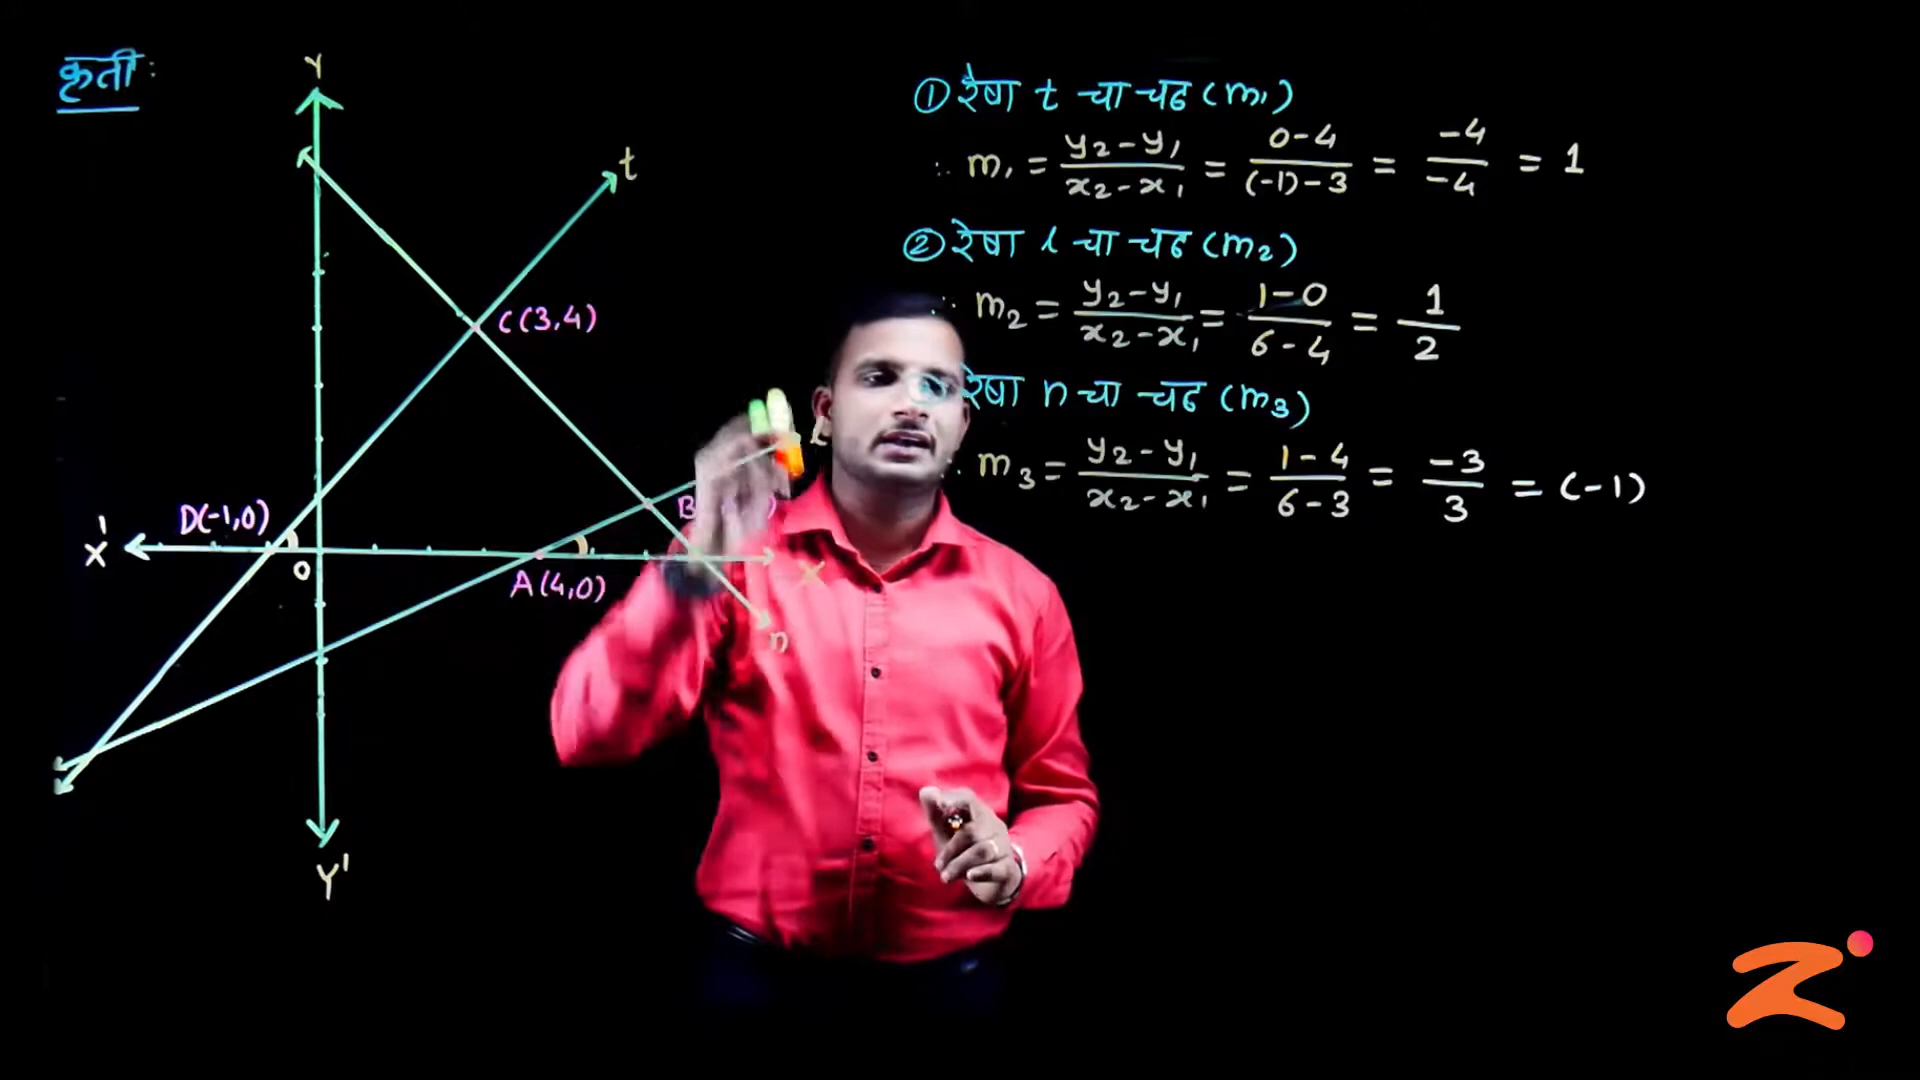 कृती :
Y
t
C(3,4)
l
B
D(-1,0)
X'
O
A(4,0)
X
n
Y'
① रेषा t चा चढ (m₁)
∴ m₁ = y₂-y₁ / x₂-x₁ = 0-4 / (-1)-3 = -4 / -4 = 1
② रेषा l चा चढ (m₂)
∴ m₂ = y₂-y₁ / x₂-x₁ = 1-0 / 6-4 = 1 / 2
रेषा n चा चढ (m₃)
∴ m₃ = y₂-y₁ / x₂-x₁ = 1-4 / 6-3 = -3 / 3 = (-1)